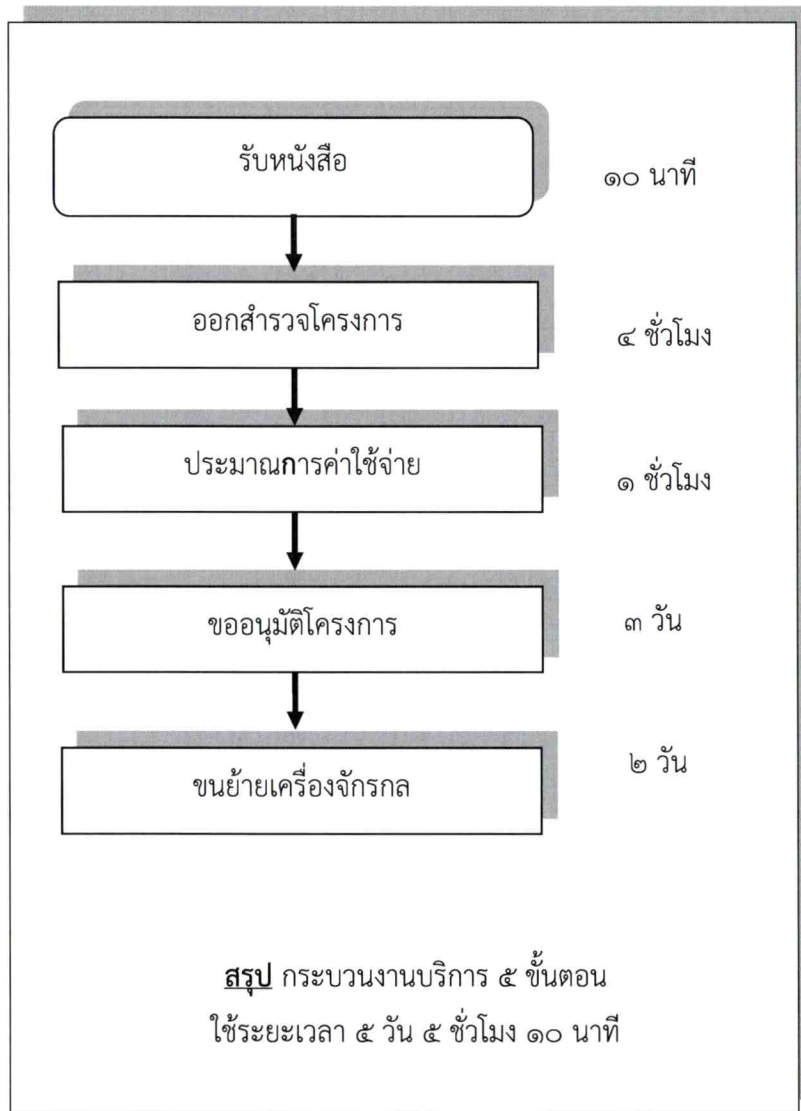 รับหนังสือ
๑๐ นาที
ออกสำรวจโครงการ
๔ ชั่วโมง
ประมาณการค่าใช้จ่าย
๑ ชั่วโมง
ขออนุมัติโครงการ
๓ วัน
ขนย้ายเครื่องจักรกล
๒ วัน
สรุป กระบวนงานบริการ ๕ ขั้นตอน
ใช้ระยะเวลา ๕ วัน ๕ ชั่วโมง ๑๐ นาที